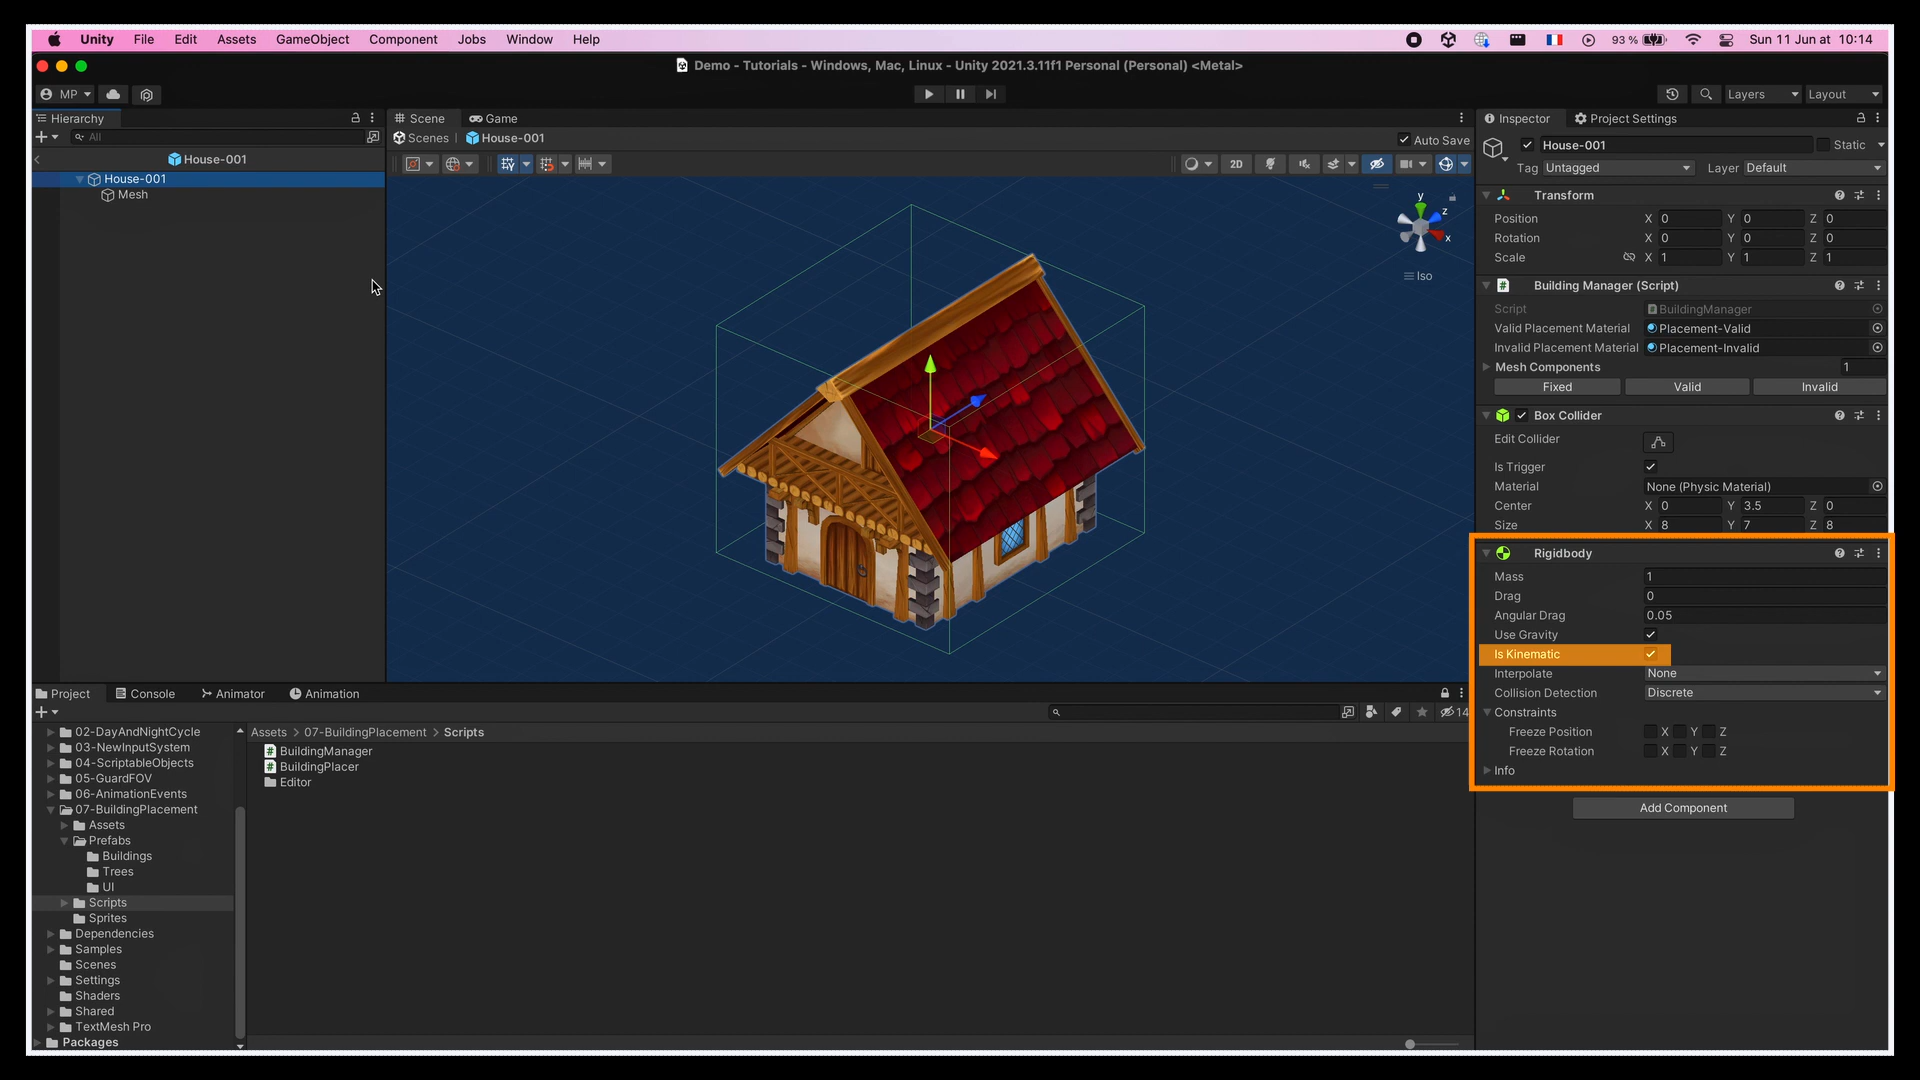 Unity File Edit Assets GameObject Component Jobs Window Help 93 % Sun 11 Jun at 10:14
Demo - Tutorials - Windows, Mac, Linux - Unity 2021.3.11f1 Personal (Personal) <Metal>
MP Layers Layout
Hierarchy
All
House-001
House-001
Mesh
Scene Game
Scenes House-001 Auto Save
2D
y
z
x
Iso
Inspector Project Settings
House-001 Static
Tag Untagged Layer Default
Transform
Position X 0 Y 0 Z 0
Rotation X 0 Y 0 Z 0
Scale X 1 Y 1 Z 1
Building Manager (Script)
Script BuildingManager
Valid Placement Material Placement-Valid
Invalid Placement Material Placement-Invalid
Mesh Components 1
Fixed Valid Invalid
Box Collider
Edit Collider
Is Trigger
Material None (Physic Material)
Center X 0 Y 3.5 Z 0
Size X 8 Y 7 Z 8
Rigidbody
Mass 1
Drag 0
Angular Drag 0.05
Use Gravity
Is Kinematic
Interpolate None
Collision Detection Discrete
Constraints
Freeze Position X Y Z
Freeze Rotation X Y Z
Info
Add Component
Project Console Animator Animation
14
02-DayAndNightCycle
03-NewInputSystem
04-ScriptableObjects
05-GuardFOV
06-AnimationEvents
07-BuildingPlacement
Assets
Prefabs
Buildings
Trees
UI
Scripts
Sprites
Dependencies
Samples
Scenes
Settings
Shaders
Shared
TextMesh Pro
Packages
Assets > 07-BuildingPlacement > Scripts
BuildingManager
BuildingPlacer
Editor